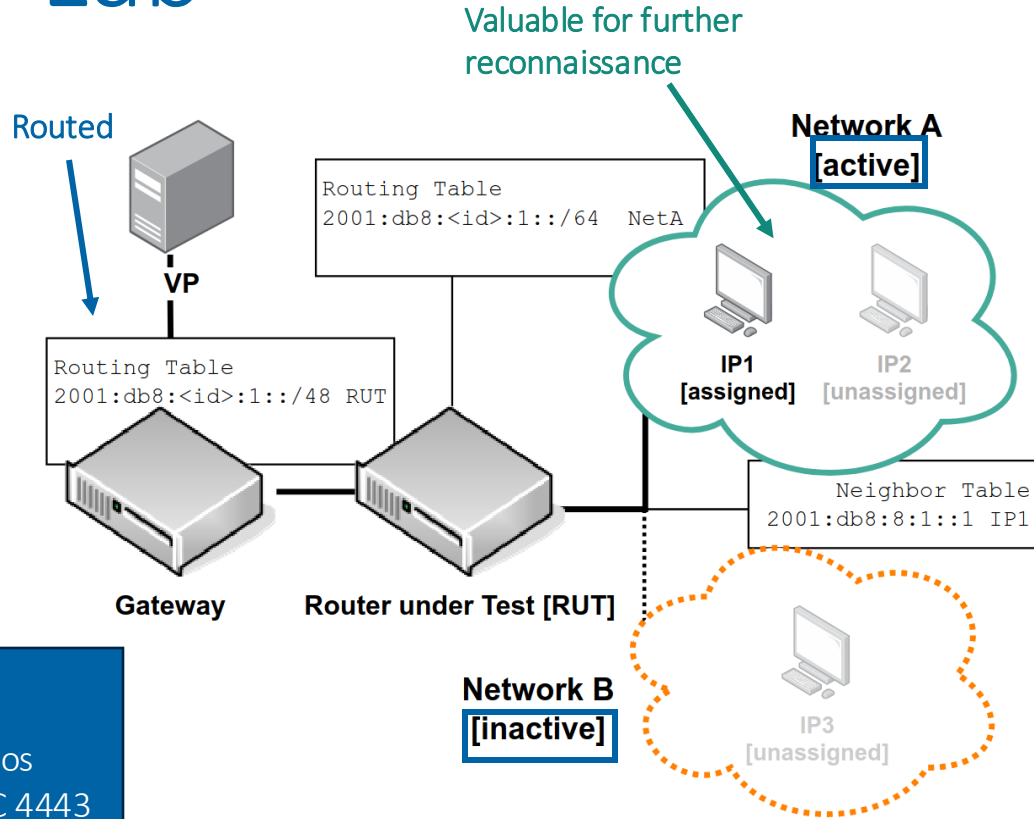 Valuable for further
reconnaissance
Routed
Network A
[active]
Routing Table
2001:db8:<id>:1::/64 NetA
VP
Routing Table
2001:db8:<id>:1::/48 RUT
IP1
[assigned]
IP2
[unassigned]
Neighbor Table
2001:db8:8:1::1 IP1
Gateway
Router under Test [RUT]
Network B
[inactive]
IP3
[unassigned]
4443